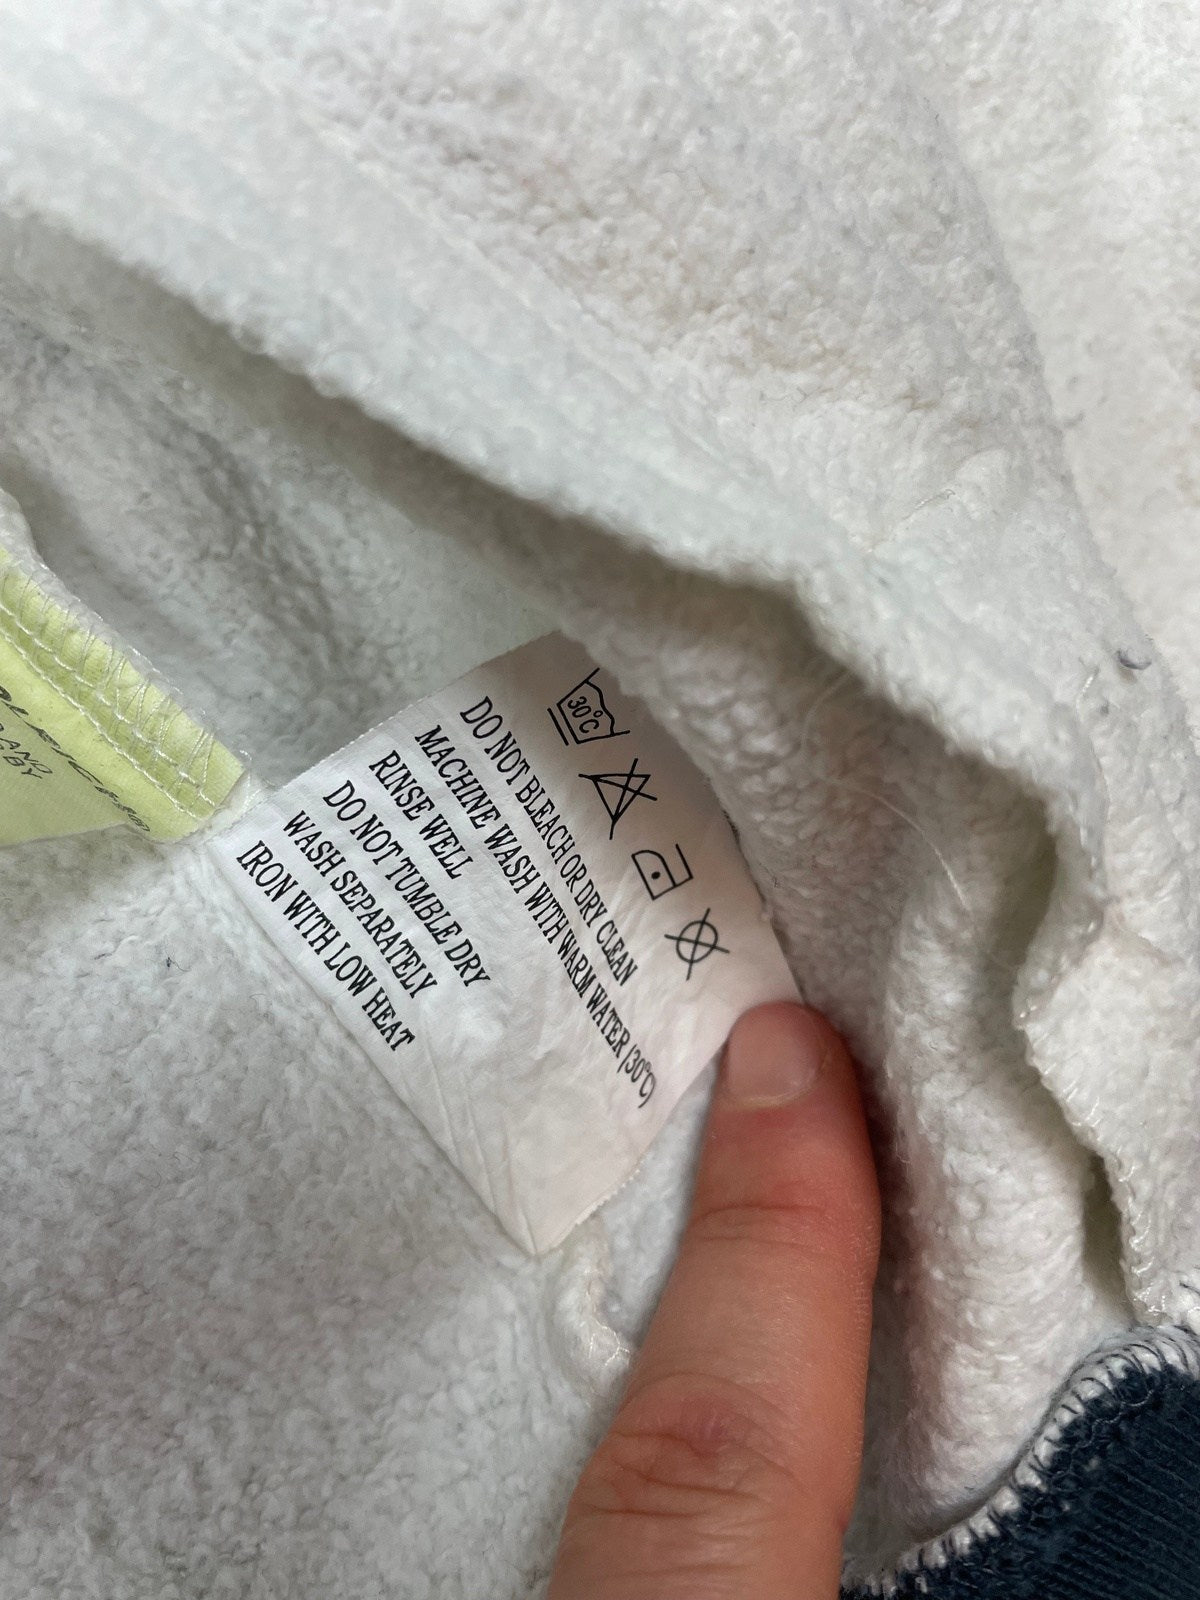 30°C
DO NOT BLEACH OR DRY CLEAN
MACHINE WASH WITH WARM WATER (30°C)
RINSE WELL
DO NOT TUMBLE DRY
WASH SEPARATELY
IRON WITH LOW HEAT